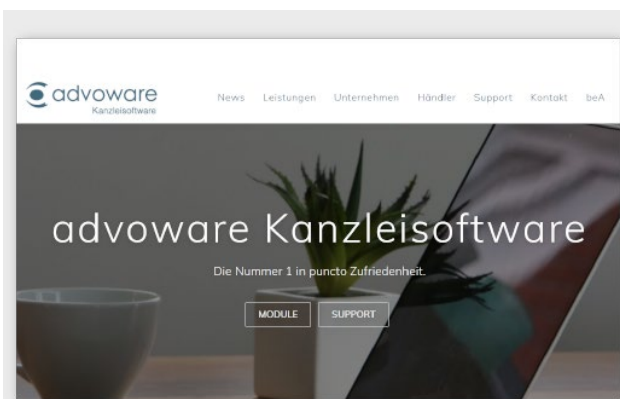 advoware
Kanzleisoftware
News Leistungen Unternehmen Händler Support Kontakt beA
advoware Kanzleisoftware
Die Nummer 1 in puncto Zufriedenheit.
MODULE SUPPORT